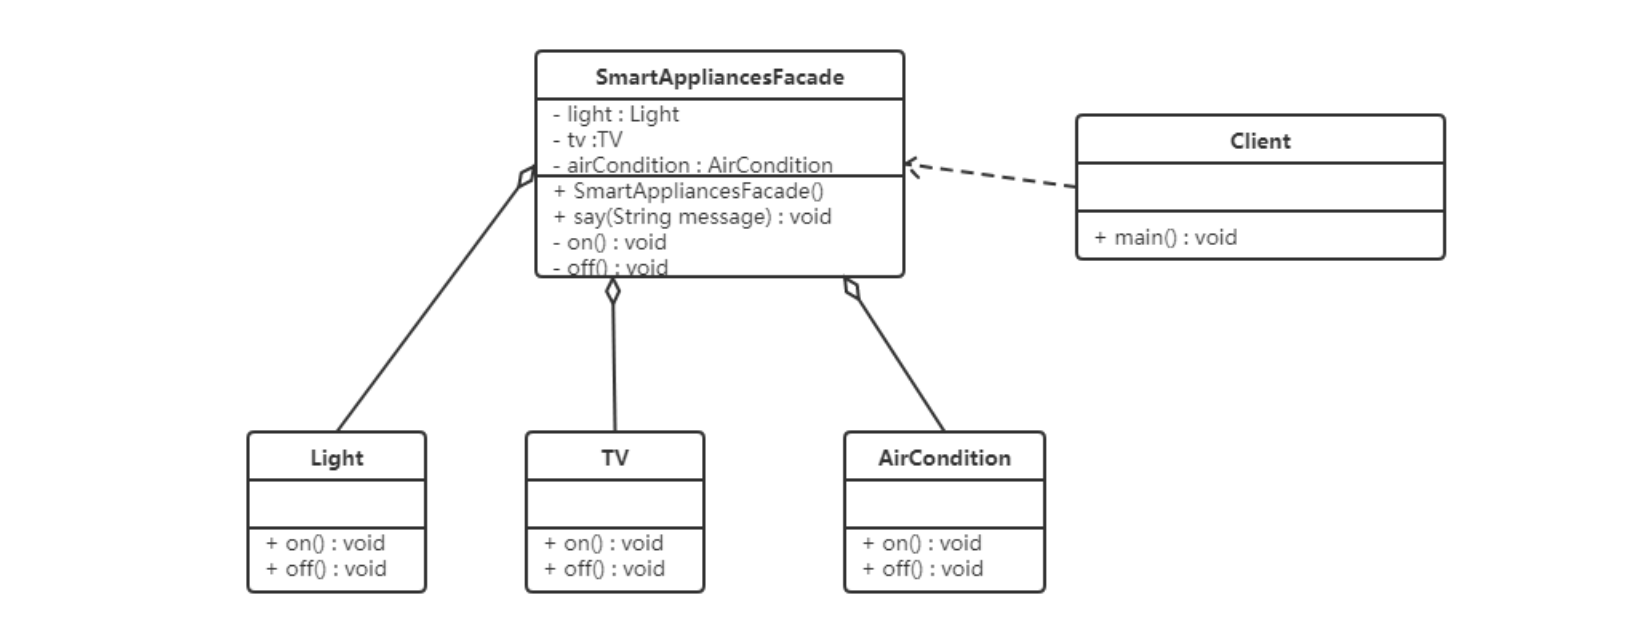 SmartAppliancesFacade
- light : Light
- tv :TV
- airCondition : AirCondition
+ SmartAppliancesFacade()
+ say(String message) : void
- on() : void
- off() : void
Client
+ main() : void
Light
+ on() : void
+ off() : void
TV
+ on() : void
+ off() : void
AirCondition
+ on() : void
+ off() : void